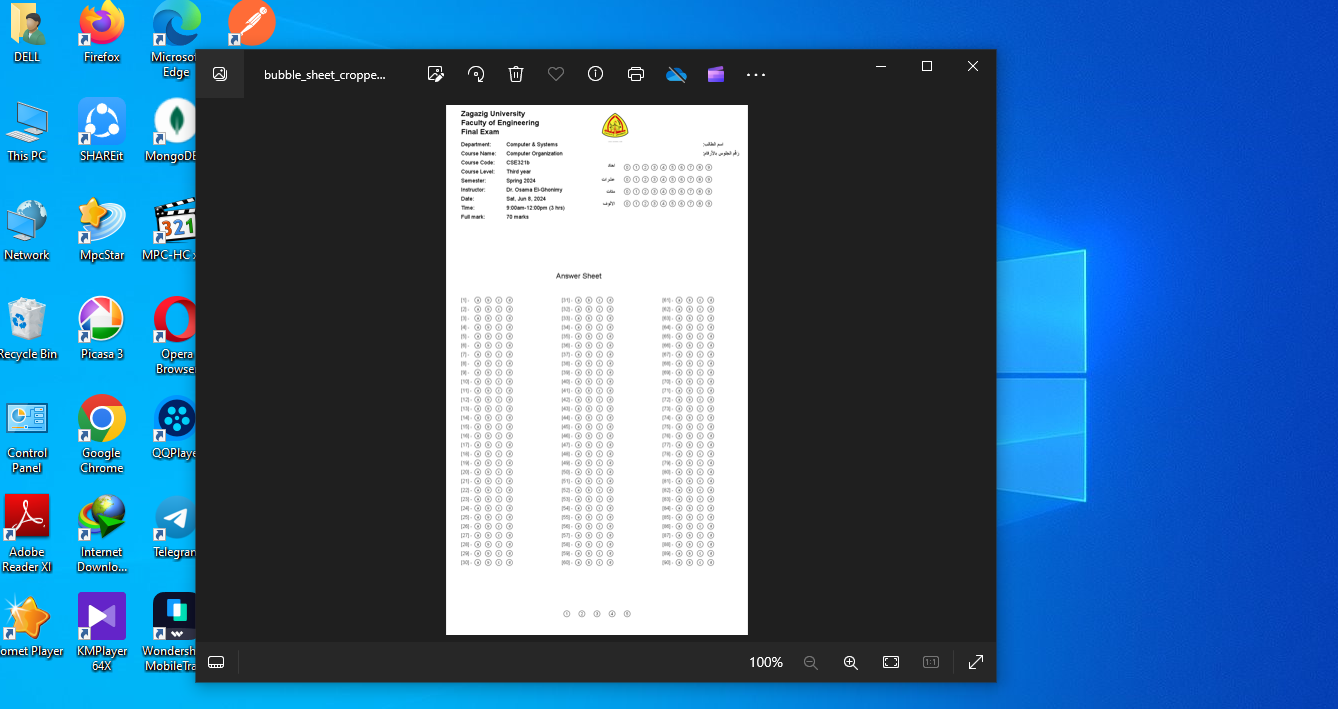 DELL
Firefox
Microsof
Edge
This PC
SHAREit
MongoDB
Network
MpcStar
MPC-HC x
Recycle Bin
Picasa 3
Opera
Browse
Control
Panel
Google
Chrome
QQPlaye
Adobe
Reader XI
Internet
Downlo...
Telegram
omet Player
KMPlayer
64X
Wondersh
MobileTra
bubble_sheet_croppe...
Zagazig University
Faculty of Engineering
Final Exam
Department: Computer & Systems
Course Name: Computer Organization
Course Code: CSE321b
Course Level: Third year
Semester: Spring 2024
Instructor: Dr. Osama El-Ghonimy
Date: Sat, Jun 8, 2024
Time: 9:00am-12:00pm (3 hrs)
Full mark: 70 marks
اسم الطالب:
رقم الجلوس بالأرقام:
احاد 0 1 2 3 4 5 6 7 8 9
عشرات 0 1 2 3 4 5 6 7 8 9
مئات 0 1 2 3 4 5 6 7 8 9
الالوف 0 1 2 3 4 5 6 7 8 9
Answer Sheet
[1] - [31] - [61] -
[2] - [32] - [62] -
[3] - [33] - [63] -
[4] - [34] - [64] -
[5] - [35] - [65] -
[6] - [36] - [66] -
[7] - [37] - [67] -
[8] - [38] - [68] -
[9] - [39] - [69] -
[10] - [40] - [70] -
[11] - [41] - [71] -
[12] - [42] - [72] -
[13] - [43] - [73] -
[14] - [44] - [74] -
[15] - [45] - [75] -
[16] - [46] - [76] -
[17] - [47] - [77] -
[18] - [48] - [78] -
[19] - [49] - [79] -
[20] - [50] - [80] -
[21] - [51] - [81] -
[22] - [52] - [82] -
[23] - [53] - [83] -
[24] - [54] - [84] -
[25] - [55] - [85] -
[26] - [56] - [86] -
[27] - [57] - [87] -
[28] - [58] - [88] -
[29] - [59] - [89] -
[30] - [60] - [90] -
1 2 3 4 5
100%
1:1